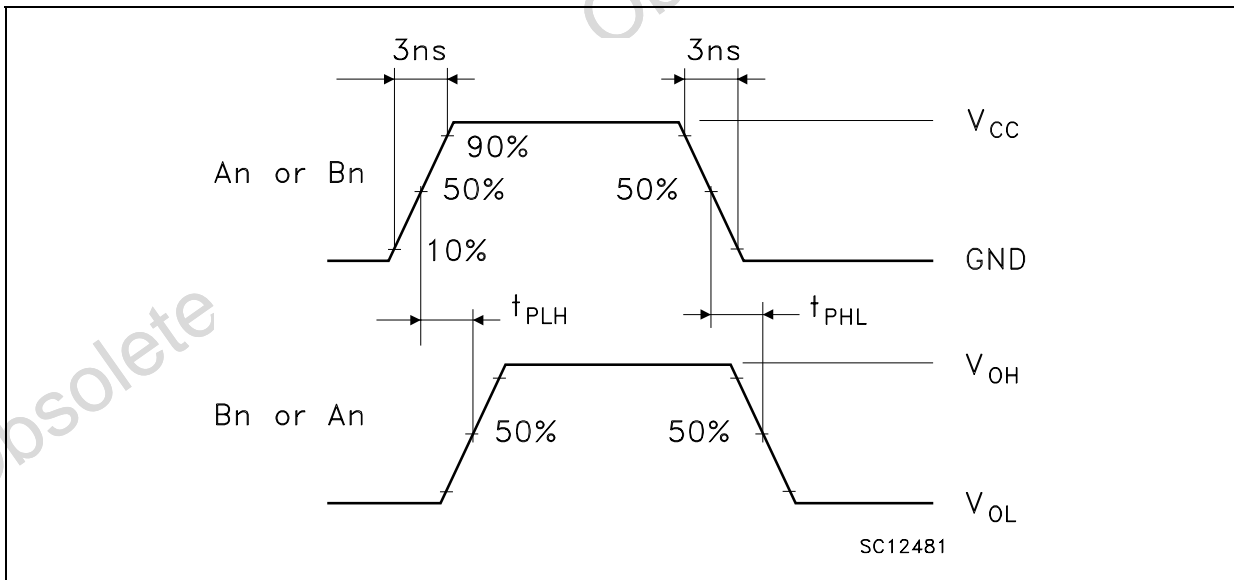 3ns 3ns
V_CC
90%
An or Bn
50% 50%
10%
GND
t_PLH t_PHL
V_OH
Bn or An
50% 50%
V_OL
SC12481
obsolete